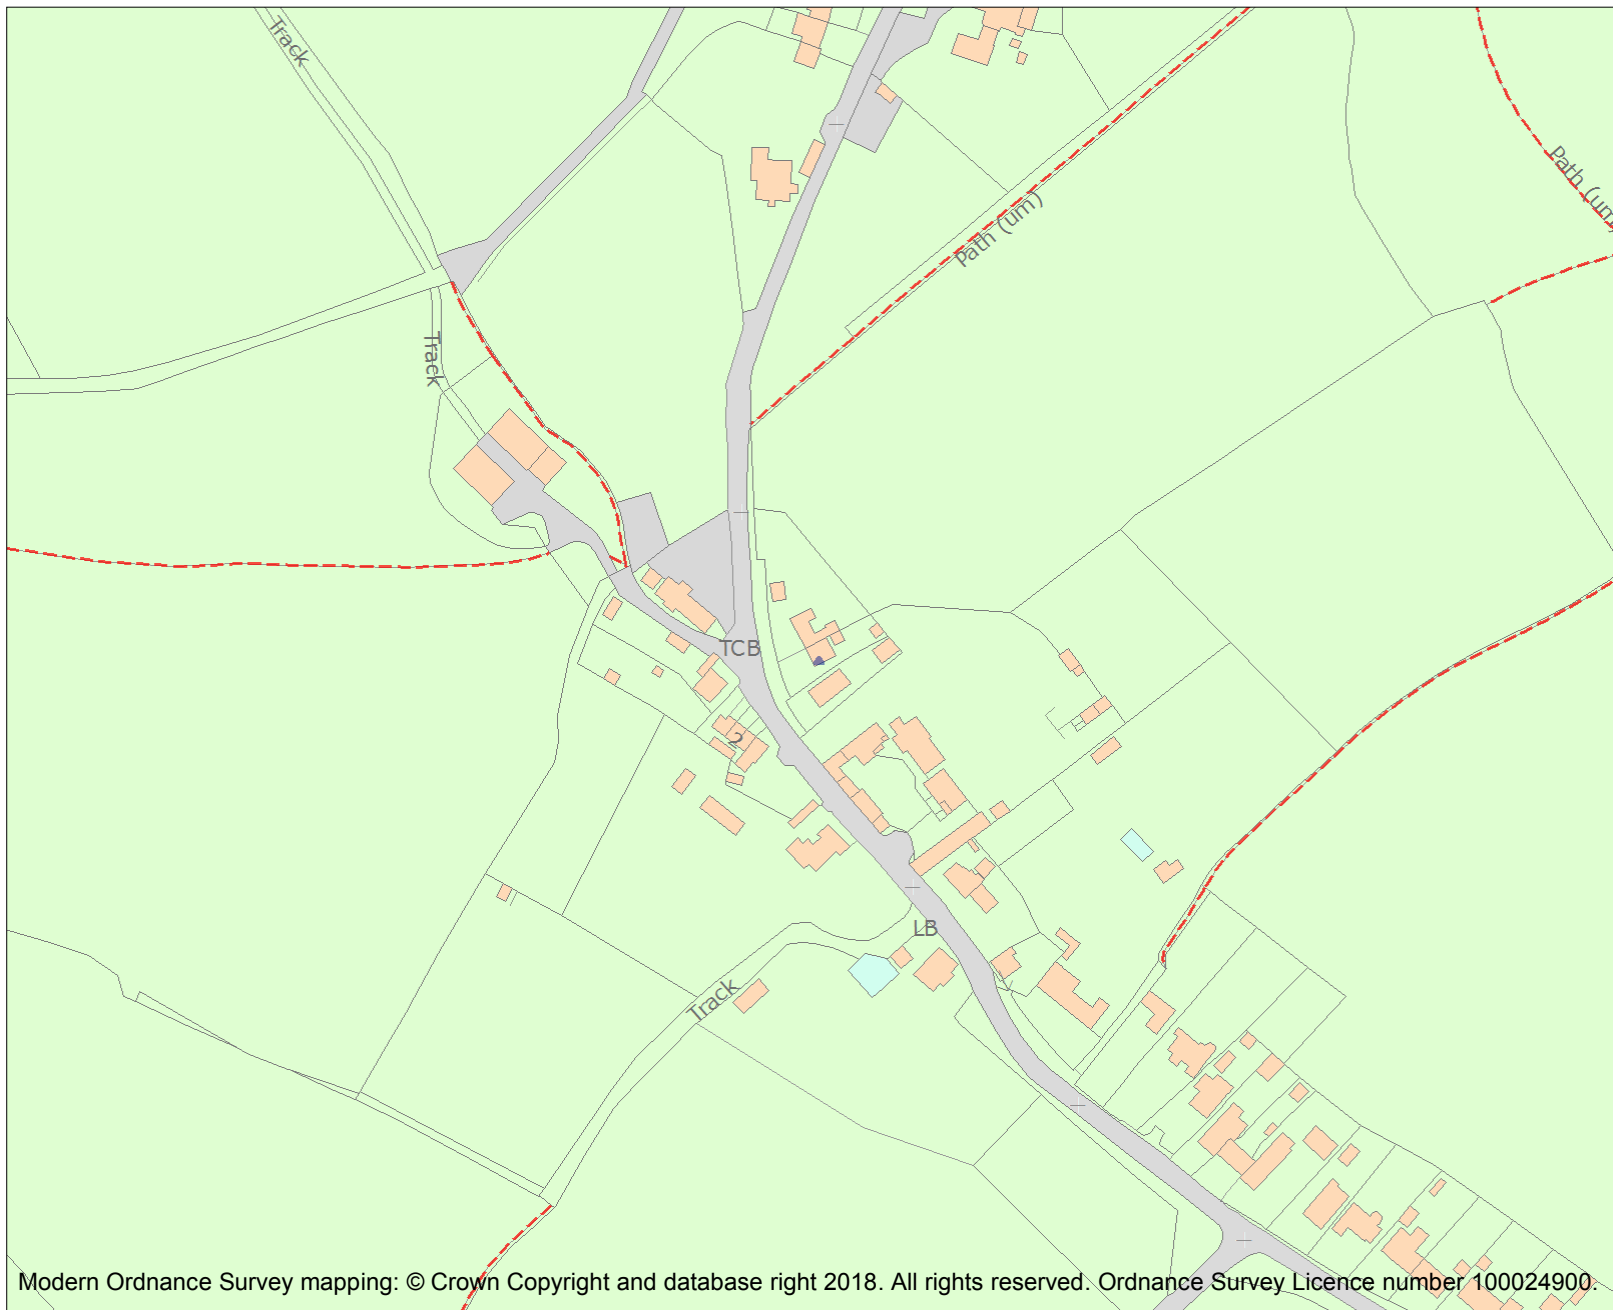 Track
Path (um)
Path (um)
Track
TCB
2
LB
Track
Modern Ordnance Survey mapping: © Crown Copyright and database right 2018. All rights reserved. Ordnance Survey Licence number 100024900.